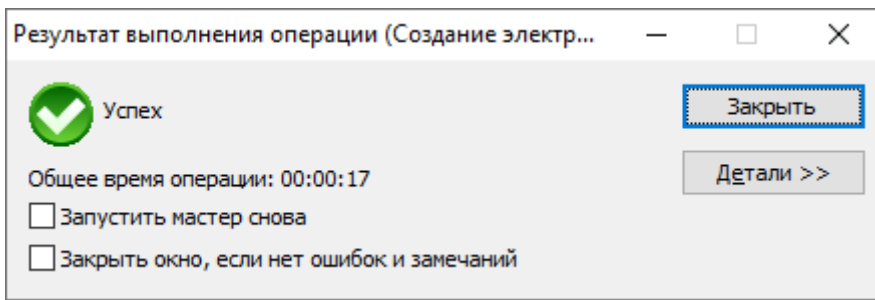 Результат выполнения операции (Создание электр...
Успех
Закрыть
Общее время операции: 00:00:17
Детали >>
Запустить мастер снова
Закрыть окно, если нет ошибок и замечаний